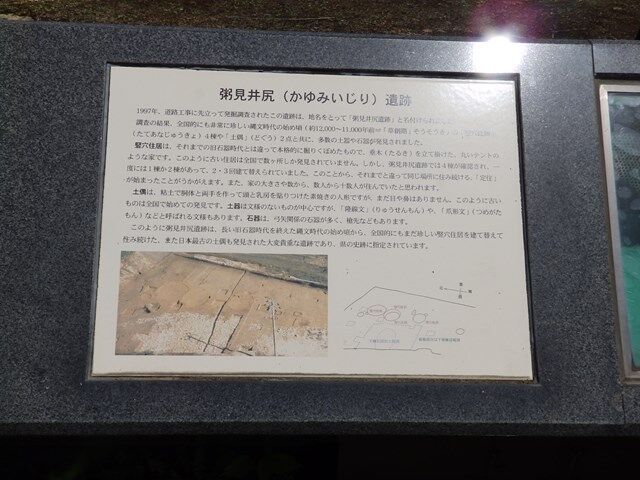 粥見井尻（かゆみいじり）遺跡
1997年、道路工事に先立って発掘調査されたこの遺跡は、地名をとって「粥見井尻遺跡」と名付けられ
調査の結果、全国的にも非常に珍しい縄文時代の始め頃（約12,000〜11,000年前＝「草創期」そうそうき）の
（たてあなじゅうきょ）4棟や「土偶」（どぐう）2点と共に、多数の土器や石器が発見されました。
竪穴住居は、それまでの旧石器時代とは違って本格的に掘りくぼめたもので、垂木（たるき）を立て掛けた、丸いテントの
ような家です。このように古い住居は全国で数ヶ所しか発見されていません。しかし、粥見井尻遺跡では4棟が確認され、一
度には1棟か2棟があって、2・3回建て替えられていました。このことから、それまでと違って同じ場所に住み続ける、「定住」
が始まったことがうかがえます。また、家の大きさや数から、数人から十数人が住んでいたと思われます。
土偶は、粘土で胴体と両手を作って頭と乳房を貼りつけた素焼きの人形ですが、まだ目や鼻はありません。このように古い
ものは全国で始めての発見です。土器は文様のないものが中心ですが、「隆線文」（りゅうせんもん）や、「爪形文」（つめがた
もん）などと呼ばれる文様もあります。石器は、弓矢関係の石器が多く、槍先などもあります。
このように粥見井尻遺跡は、長い旧石器時代を終えた縄文時代の始め頃から、全国的にもまだ珍しい竪穴住居を建て替えて
住み続けた、また日本最古の土偶も発見された大変貴重な遺跡であり、県の史跡に指定されています。